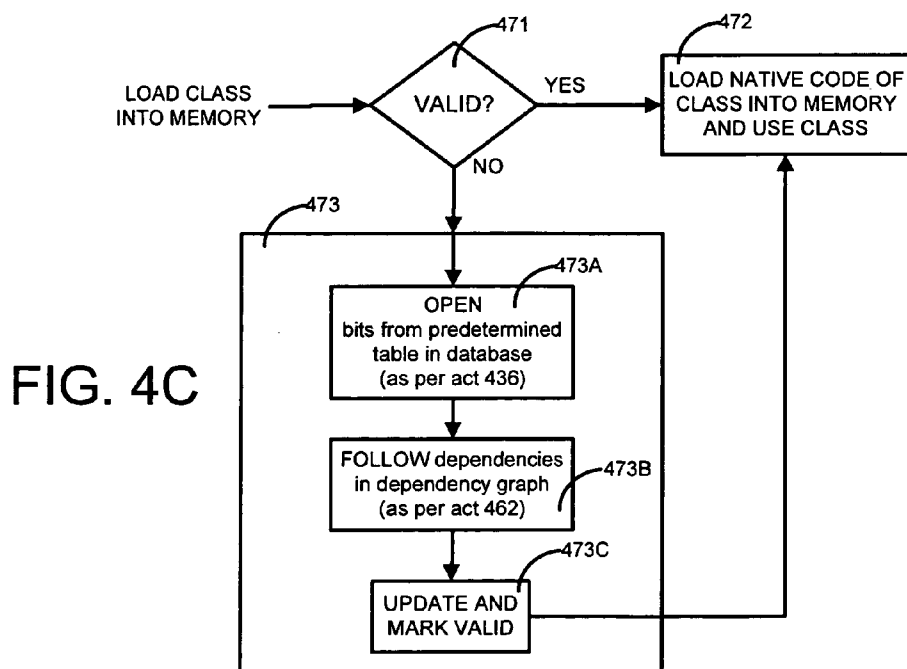 471
472
LOAD CLASS
INTO MEMORY
VALID?
YES
LOAD NATIVE CODE OF
CLASS INTO MEMORY
AND USE CLASS
NO
473
473A
OPEN
bits from predetermined
table in database
(as per act 436)
FIG. 4C
FOLLOW dependencies
in dependency graph
(as per act 462)
473B
473C
UPDATE AND
MARK VALID